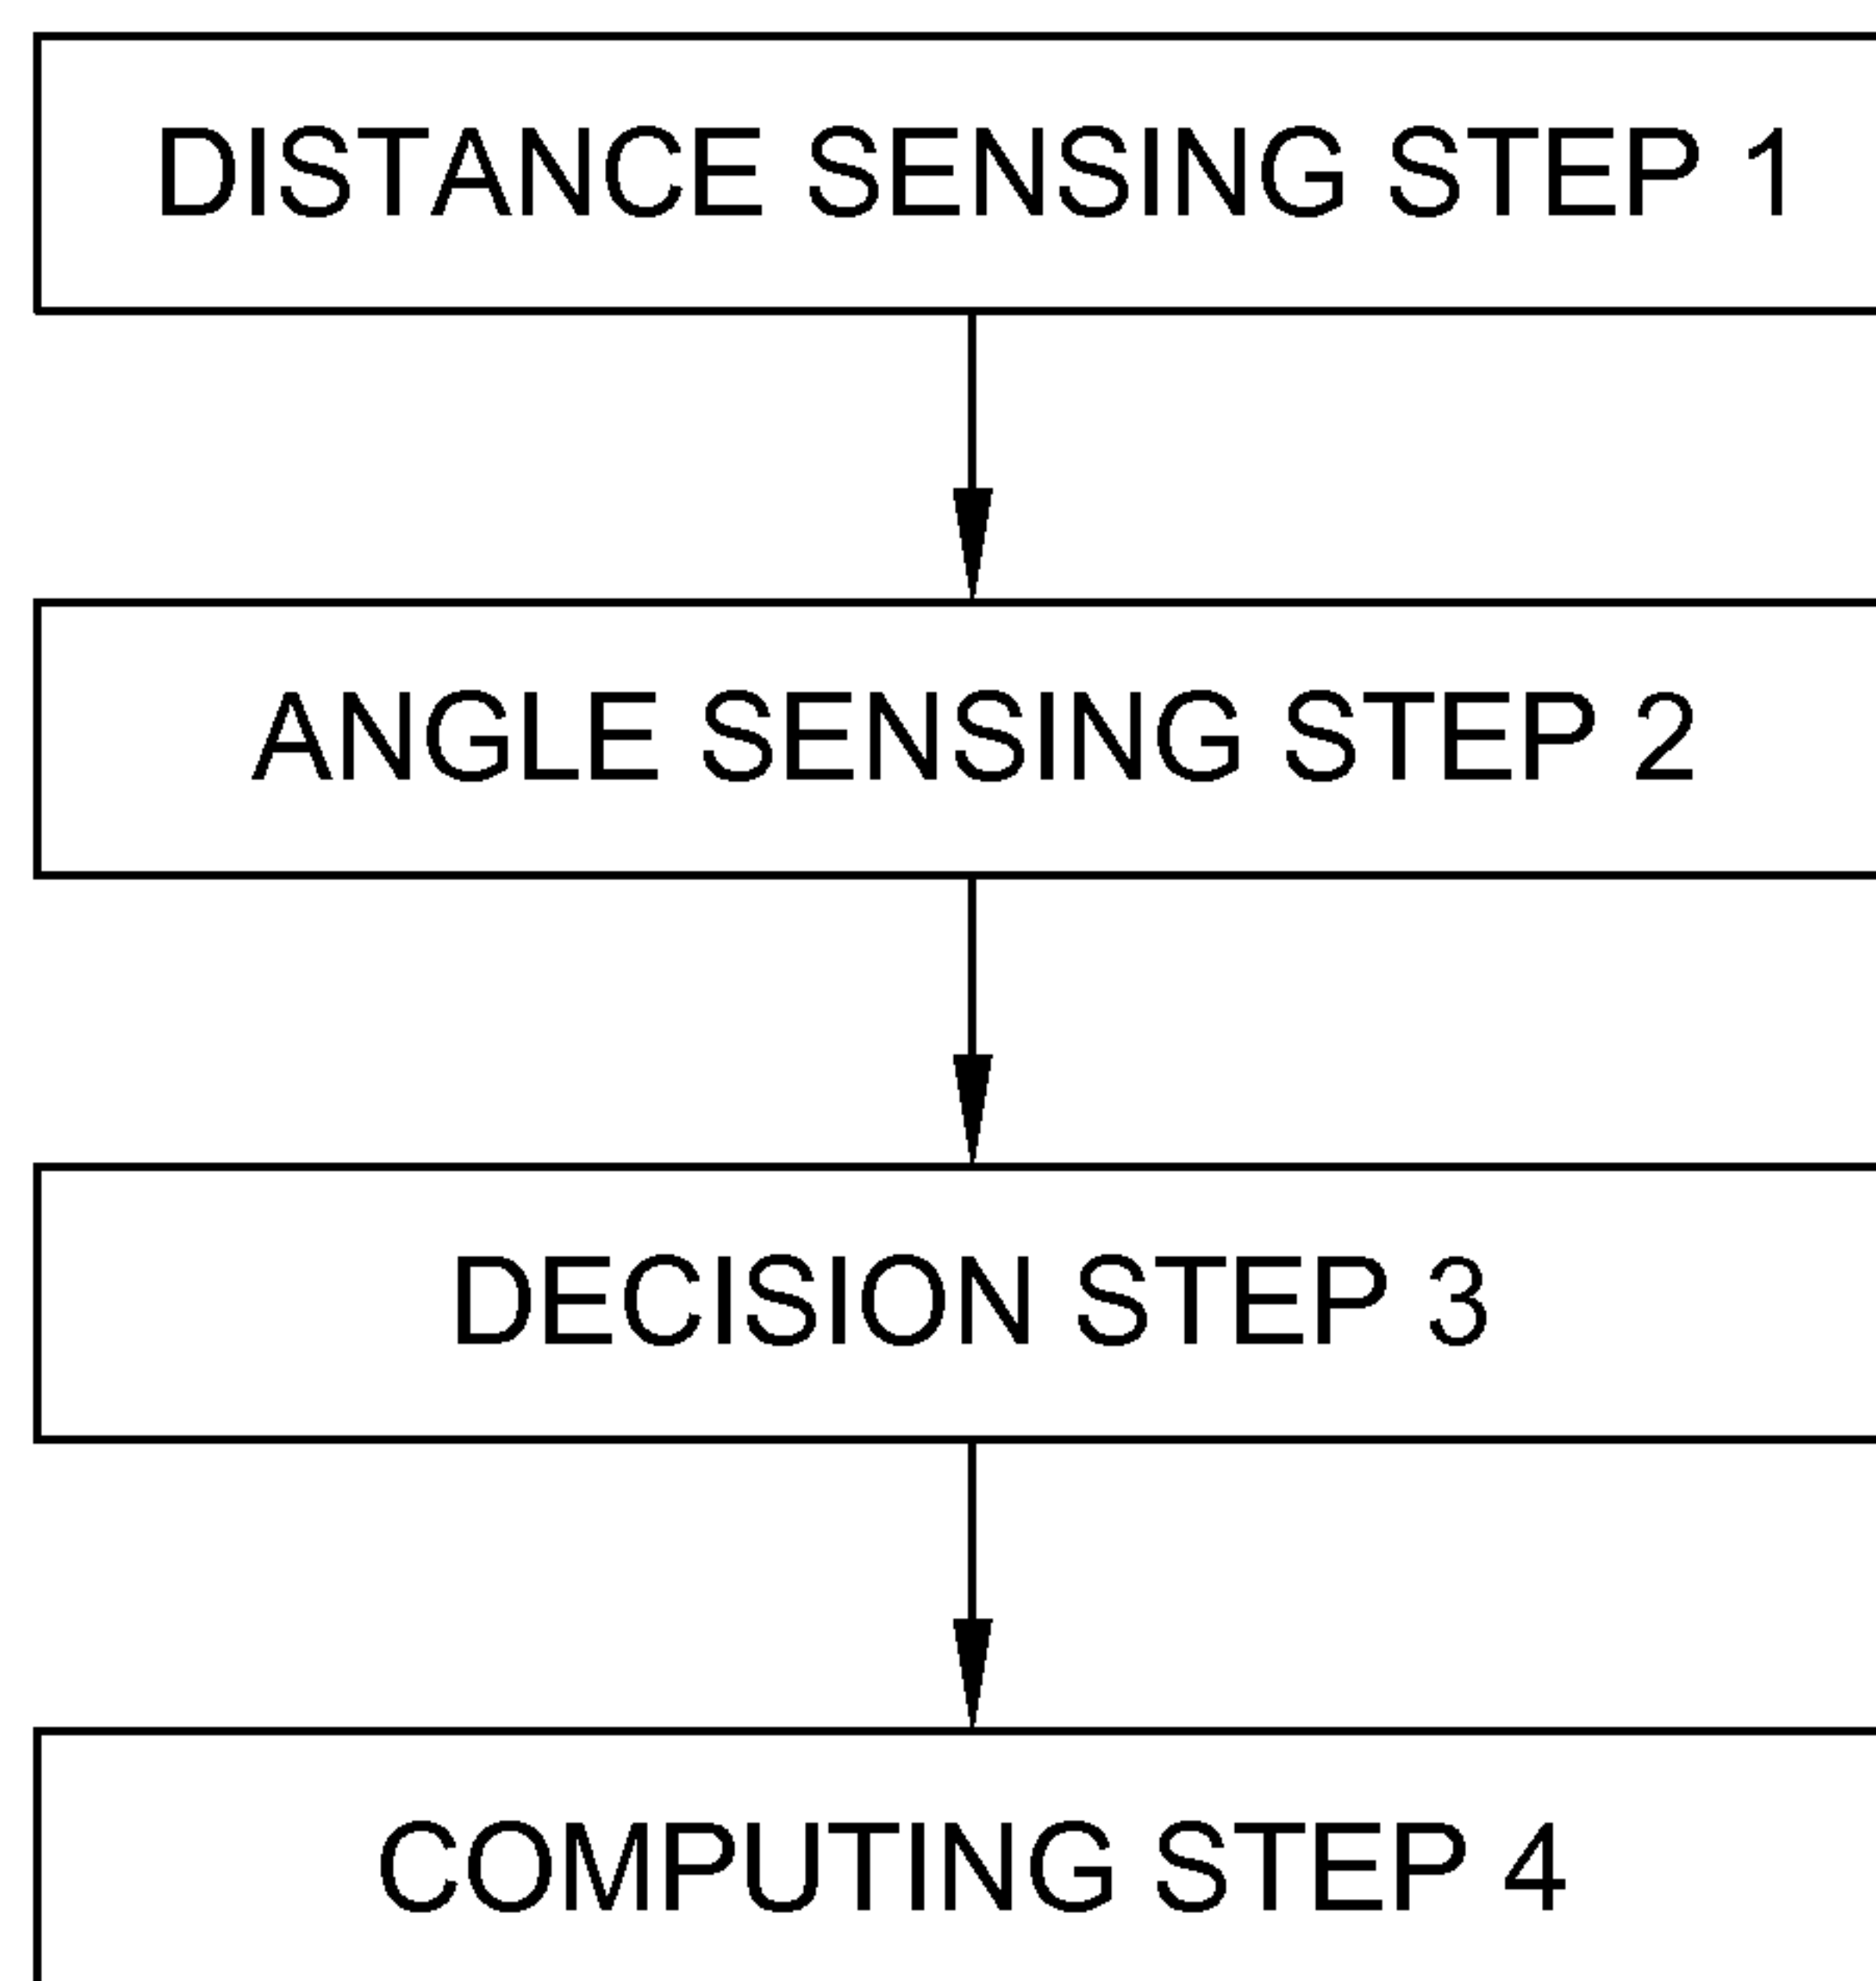 DISTANCE SENSING STEP 1
ANGLE SENSING STEP 2
DECISION STEP 3
COMPUTING STEP 4